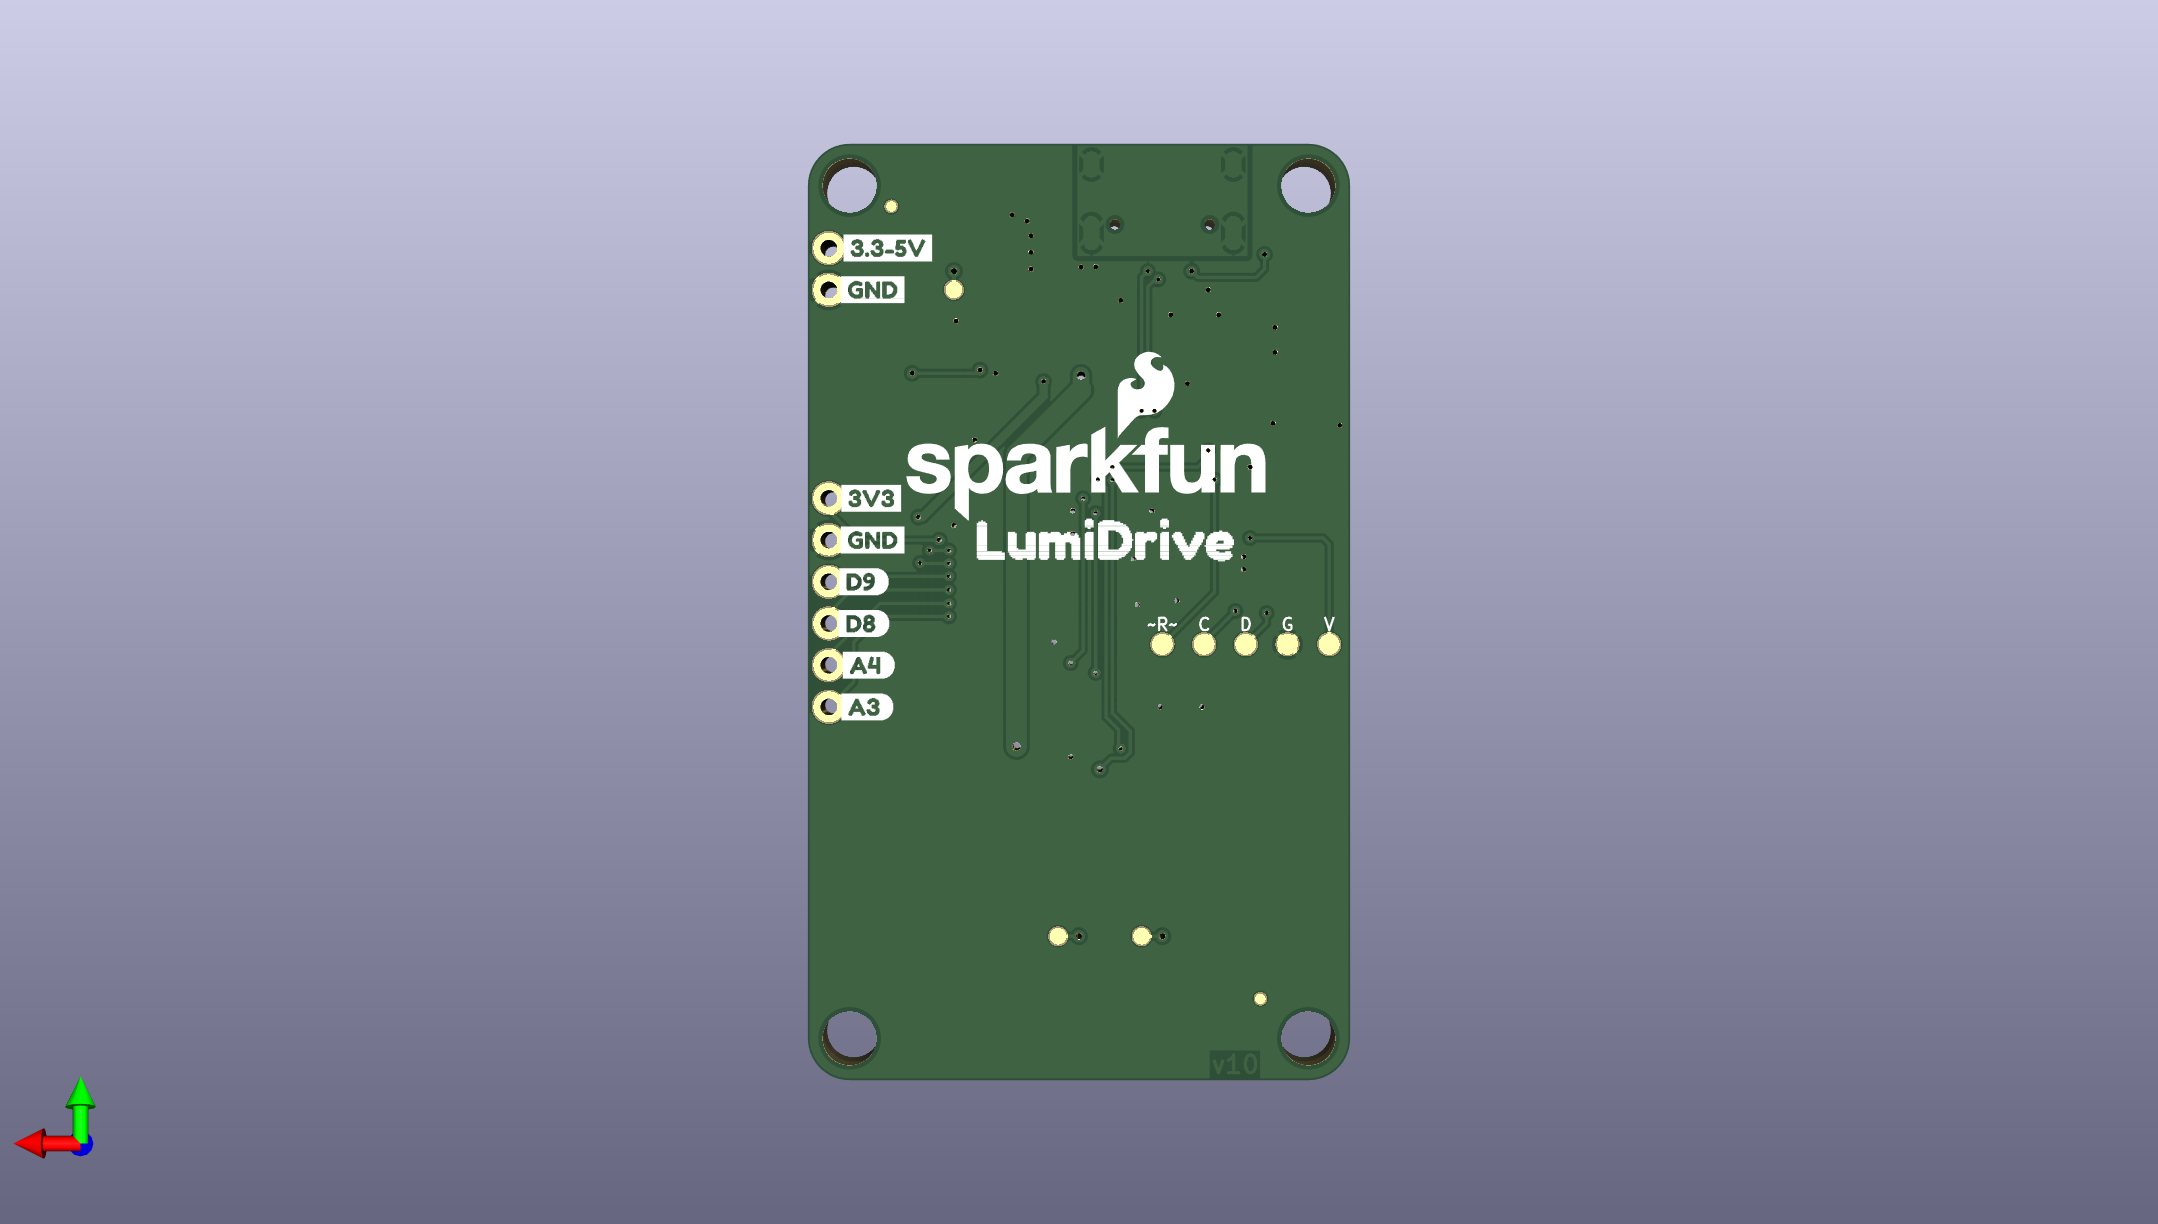 3.3-5V
GND
sparkfun
3V3
GND
LumiDrive
D9
D8
~R~ C D G V
A4
A3
v10